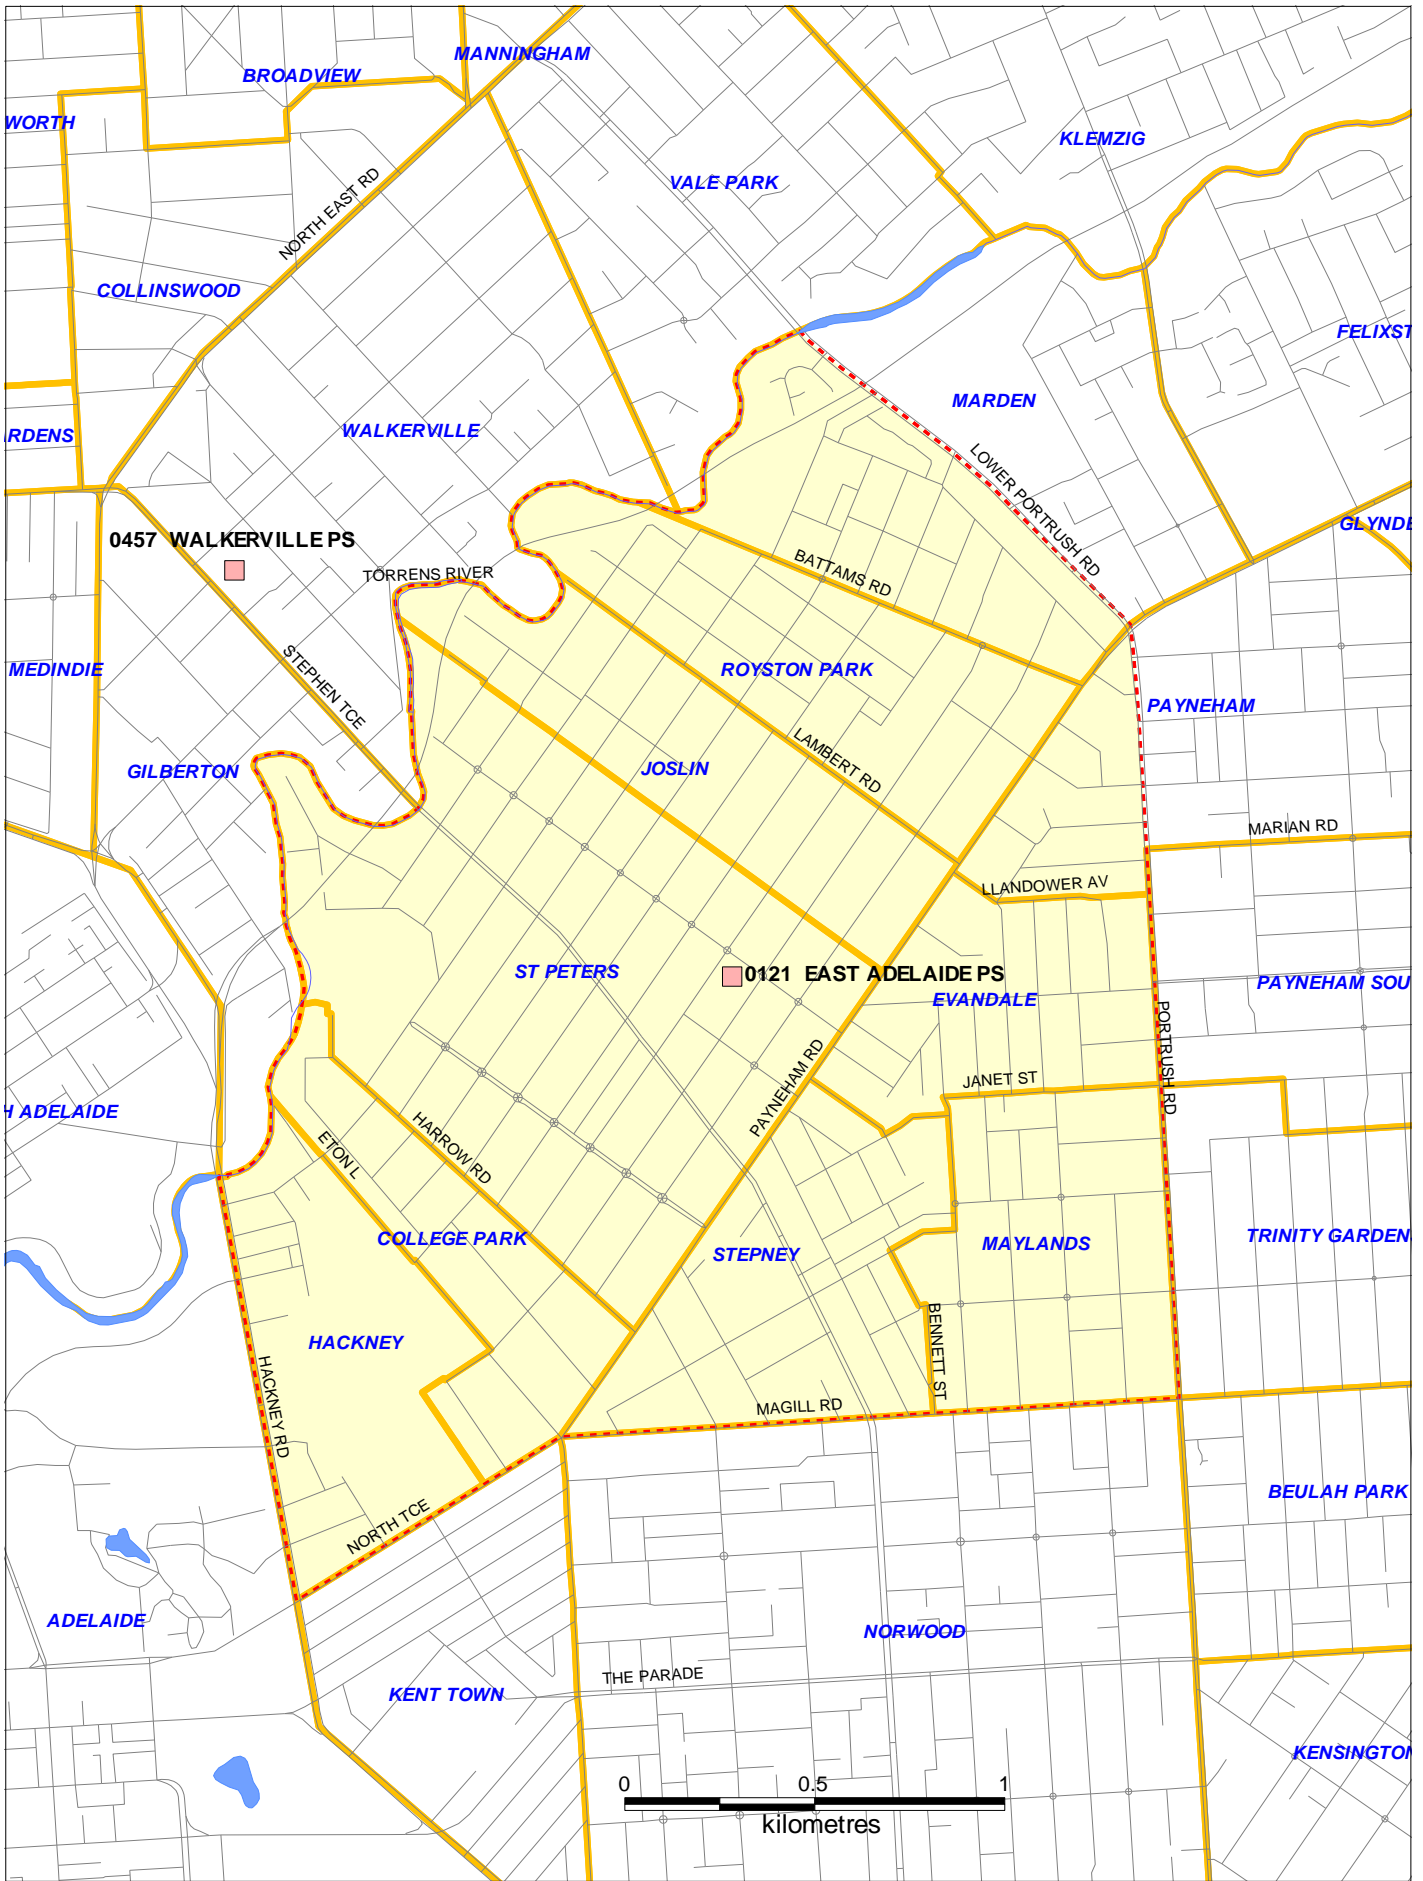 MANNINGHAM
BROADVIEW
WORTH
KLEMZIG
VALE PARK
NORTH EAST RD
COLLINSWOOD
FELIXST
MARDEN
RDENS
WALKERVILLE
LOWER PORTRUSH RD
GLYNDE
0457 WALKERVILLE PS
TORRENS RIVER
BATTAMS RD
MEDINDIE
STEPHEN TCE
ROYSTON PARK
PAYNEHAM
GILBERTON
JOSLIN
LAMBERT RD
MARIAN RD
LLANDOWER AV
ST PETERS
0121 EAST ADELAIDE PS
EVANDALE
PAYNEHAM SOU
PORTRUSH RD
PAYNEHAM RD
JANET ST
H ADELAIDE
HARROW RD
ETON L
COLLEGE PARK
STEPNEY
MAYLANDS
TRINITY GARDEN
HACKNEY
BENNETT ST
HACKNEY RD
MAGILL RD
BEULAH PARK
NORTH TCE
ADELAIDE
NORWOOD
THE PARADE
KENT TOWN
KENSINGTON
0 0.5 1
kilometres